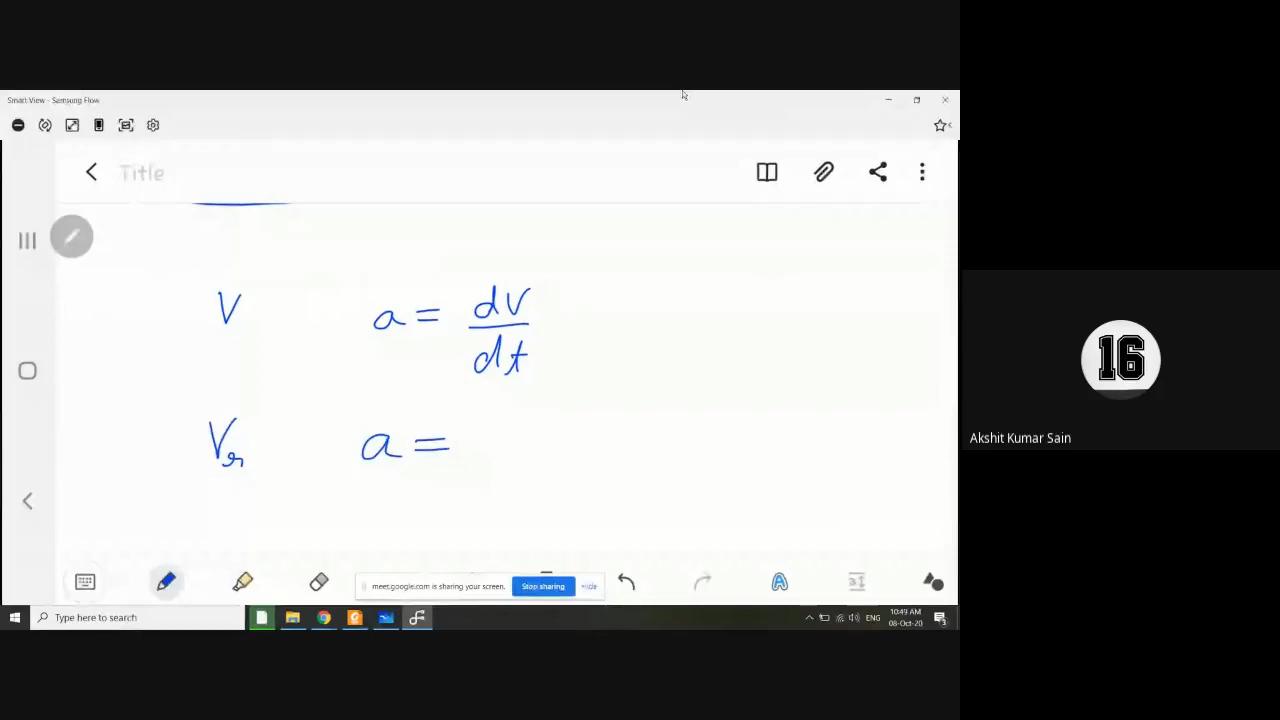 Smart View - Samsung Flow
Title
V a = dv/dt
Vr a =
meet.google.com is sharing your screen. Stop sharing Hide
Type here to search
ENG
10:49 AM
08-Oct-20
16
Akshit Kumar Sain